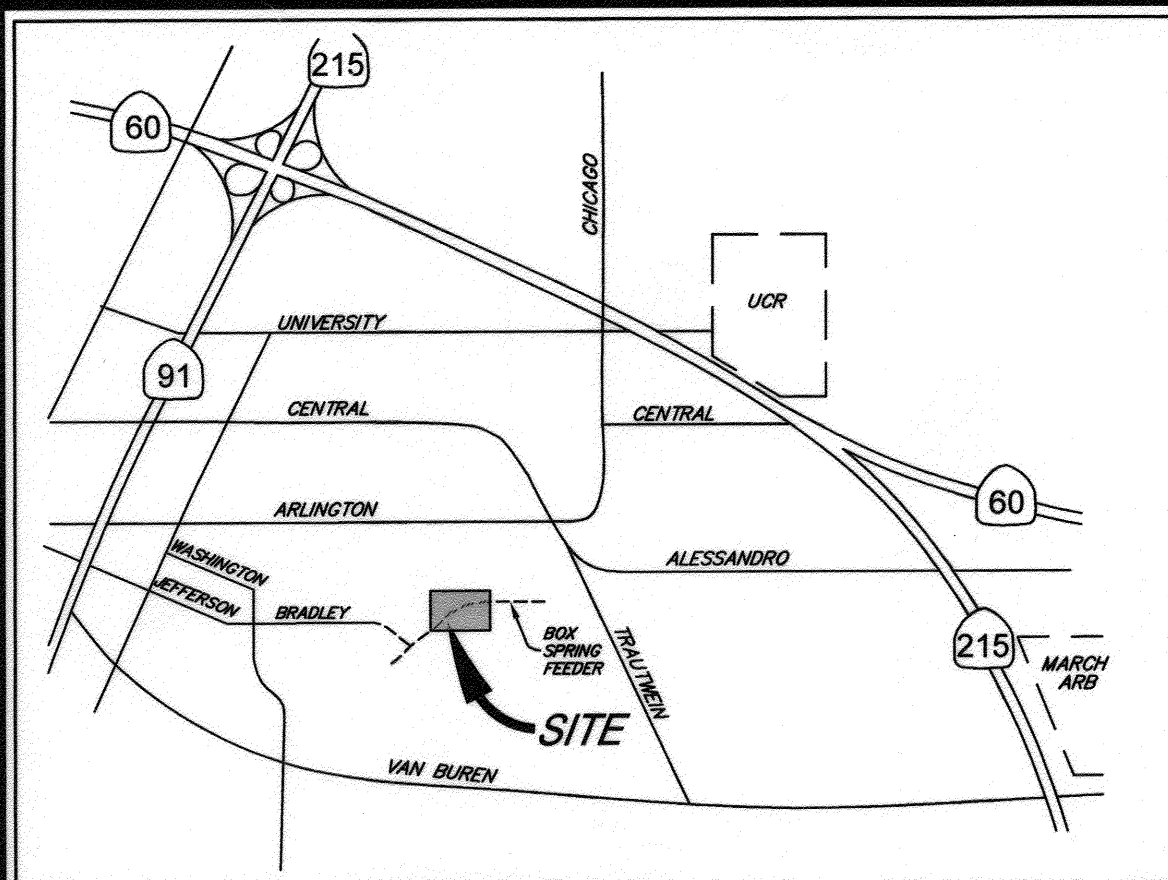 215
60
CHICAGO
UCR
UNIVERSITY
91
CENTRAL
CENTRAL
60
ARLINGTON
WASHINGTON
ALESSANDRO
JEFFERSON
BRADLEY
BOX
SPRING
FEEDER
TRAUTWEIN
215
MARCH
ARB
SITE
VAN BUREN